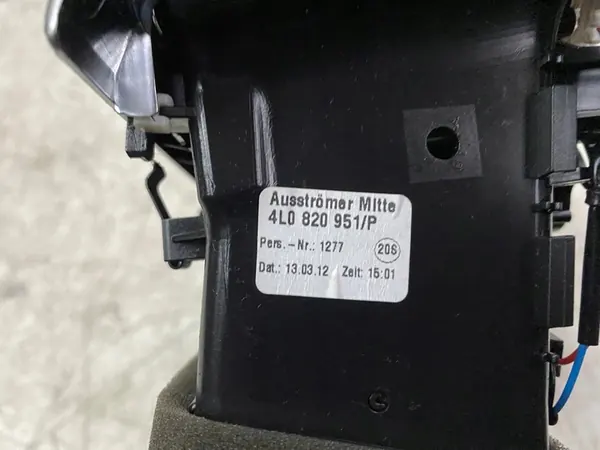 Ausströmer Mitte
4L0 820 951/P
Pers.-Nr.: 1277 20S
Dat.: 13.03.12 Zeit: 15:01
G